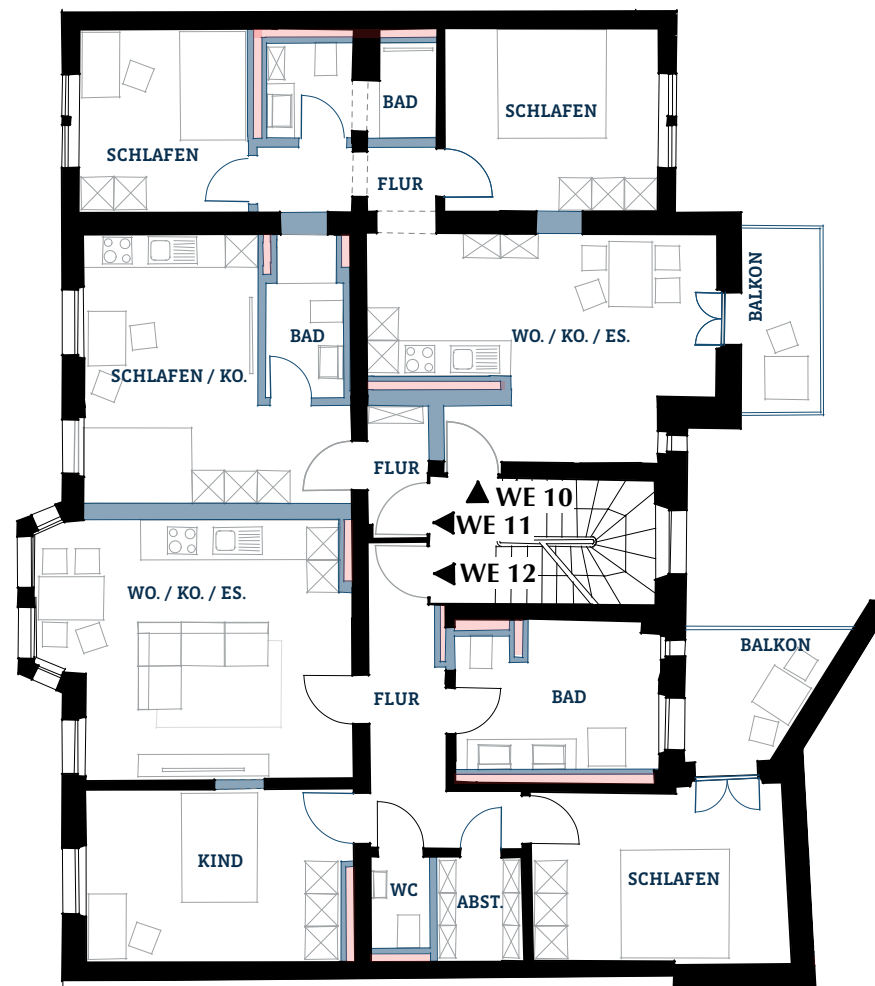 BAD
SCHLAFEN
SCHLAFEN
FLUR
BALKON
BAD
WO. / KO. / ES.
SCHLAFEN / KO.
FLUR
WE 10
WE 11
WE 12
WO. / KO. / ES.
BALKON
FLUR
BAD
KIND
WC
ABST.
SCHLAFEN